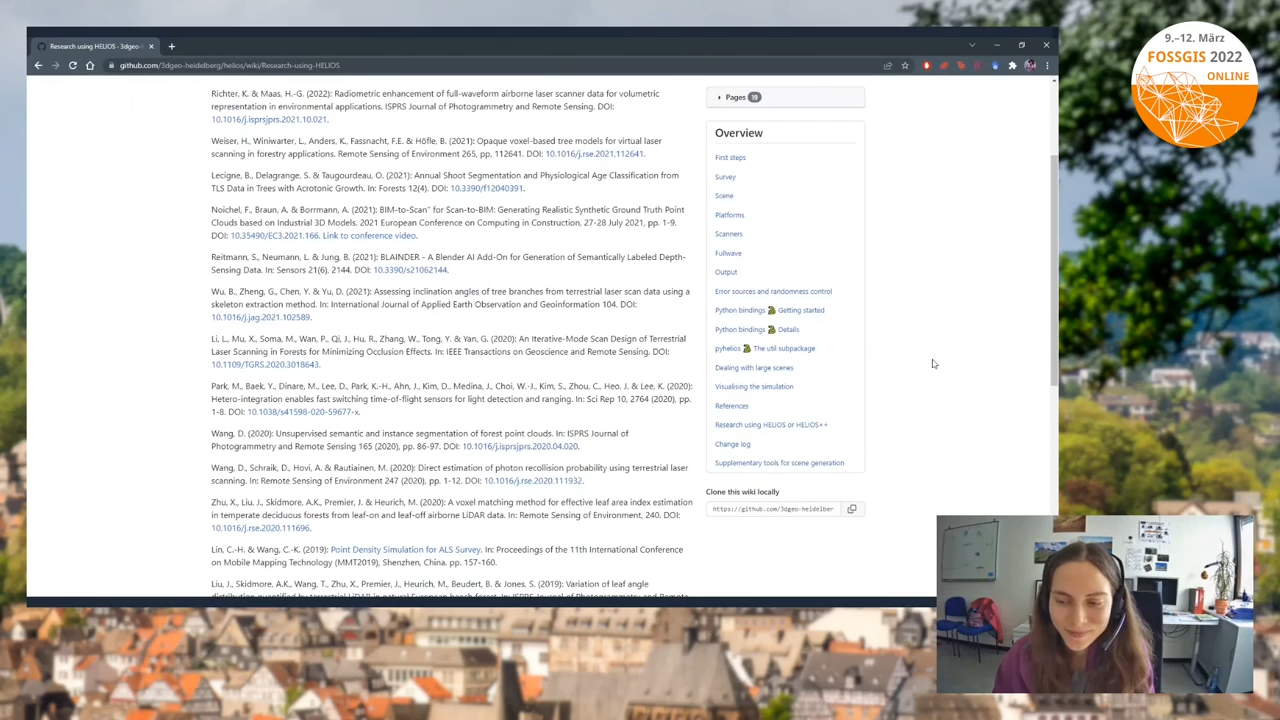 9.–12. März
FOSSGIS 2022
ONLINE
Research using HELIOS · 3dgeo-
github.com/3dgeo-heidelberg/helios/wiki/Research-using-HELIOS
Richter, K. & Maas, H.-G. (2022): Radiometric enhancement of full-waveform airborne laser scanner data for volumetric
representation in environmental applications. ISPRS Journal of Photogrammetry and Remote Sensing. DOI:
10.1016/j.isprsjprs.2021.10.021.
Weiser, H., Winiwarter, L., Anders, K., Fassnacht, F.E. & Höfle, B. (2021): Opaque voxel-based tree models for virtual laser
scanning in forestry applications. Remote Sensing of Environment 265, pp. 112641. DOI: 10.1016/j.rse.2021.112641.
Lecigne, B., Delagrange, S. & Taugourdeau, O. (2021): Annual Shoot Segmentation and Physiological Age Classification from
TLS Data in Trees with Acrotonic Growth. In: Forests 12(4). DOI: 10.3390/f12040391.
Noichel, F., Braun, A. & Borrmann, A. (2021): BIM-to-Scan" for Scan-to-BIM: Generating Realistic Synthetic Ground Truth Point
Clouds based on Industrial 3D Models. 2021 European Conference on Computing in Construction, 27-28 July 2021, pp. 1-9.
DOI: 10.35490/EC3.2021.166. Link to conference video.
Reitmann, S., Neumann, L. & Jung, B. (2021): BLAINDER - A Blender AI Add-On for Generation of Semantically Labeled Depth-
Sensing Data. In: Sensors 21(6), 2144. DOI: 10.3390/s21062144.
Wu, B., Zheng, G., Chen, Y. & Yu, D. (2021): Assessing inclination angles of tree branches from terrestrial laser scan data using a
skeleton extraction method. In: International Journal of Applied Earth Observation and Geoinformation 104. DOI:
10.1016/j.jag.2021.102589.
Li, L., Mu, X., Soma, M., Wan, P., Qi, J., Hu, R., Zhang, W., Tong, Y. & Yan, G. (2020): An Iterative-Mode Scan Design of Terrestrial
Laser Scanning in Forests for Minimizing Occlusion Effects. In: IEEE Transactions on Geoscience and Remote Sensing. DOI:
10.1109/TGRS.2020.3018643.
Park, M., Baek, Y., Dinare, M., Lee, D., Park, K.-H., Ahn, J., Kim, D., Medina, J., Choi, W.-J., Kim, S., Zhou, C., Heo, J. & Lee, K. (2020):
Hetero-integration enables fast switching time-of-flight sensors for light detection and ranging. In: Sci Rep 10, 2764 (2020), pp.
1-8. DOI: 10.1038/s41598-020-59677-x.
Wang, D. (2020): Unsupervised semantic and instance segmentation of forest point clouds. In: ISPRS Journal of
Photogrammetry and Remote Sensing 165 (2020), pp. 86-97. DOI: 10.1016/j.isprsjprs.2020.04.020.
Wang, D., Schraik, D., Hovi, A. & Rautiainen, M. (2020): Direct estimation of photon recollision probability using terrestrial laser
scanning. In: Remote Sensing of Environment 247 (2020), pp. 1-12. DOI: 10.1016/j.rse.2020.111932.
Zhu, X., Liu, J., Skidmore, A.K., Premier, J. & Heurich, M. (2020): A voxel matching method for effective leaf area index estimation
in temperate deciduous forests from leaf-on and leaf-off airborne LiDAR data. In: Remote Sensing of Environment, 240. DOI:
10.1016/j.rse.2020.111696.
Lin, C.-H. & Wang, C.-K. (2019): Point Density Simulation for ALS Survey. In: Proceedings of the 11th International Conference
on Mobile Mapping Technology (MMT2019), Shenzhen, China. pp. 157-160.
Liu, J., Skidmore, A.K., Wang, T., Zhu, X., Premier, J., Heurich, M., Beudert, B. & Jones, S. (2019): Variation of leaf angle
distribution quantified by terrestrial LiDAR in natural European beech forest. In: ISPRS Journal of Photogrammetry and Remote
Pages 19
Overview
First steps
Survey
Scene
Platforms
Scanners
Fullwave
Output
Error sources and randomness control
Python bindings Getting started
Python bindings Details
pyhelios The util subpackage
Dealing with large scenes
Visualising the simulation
References
Research using HELIOS or HELIOS++
Change log
Supplementary tools for scene generation
Clone this wiki locally
https://github.com/3dgeo-heidelber